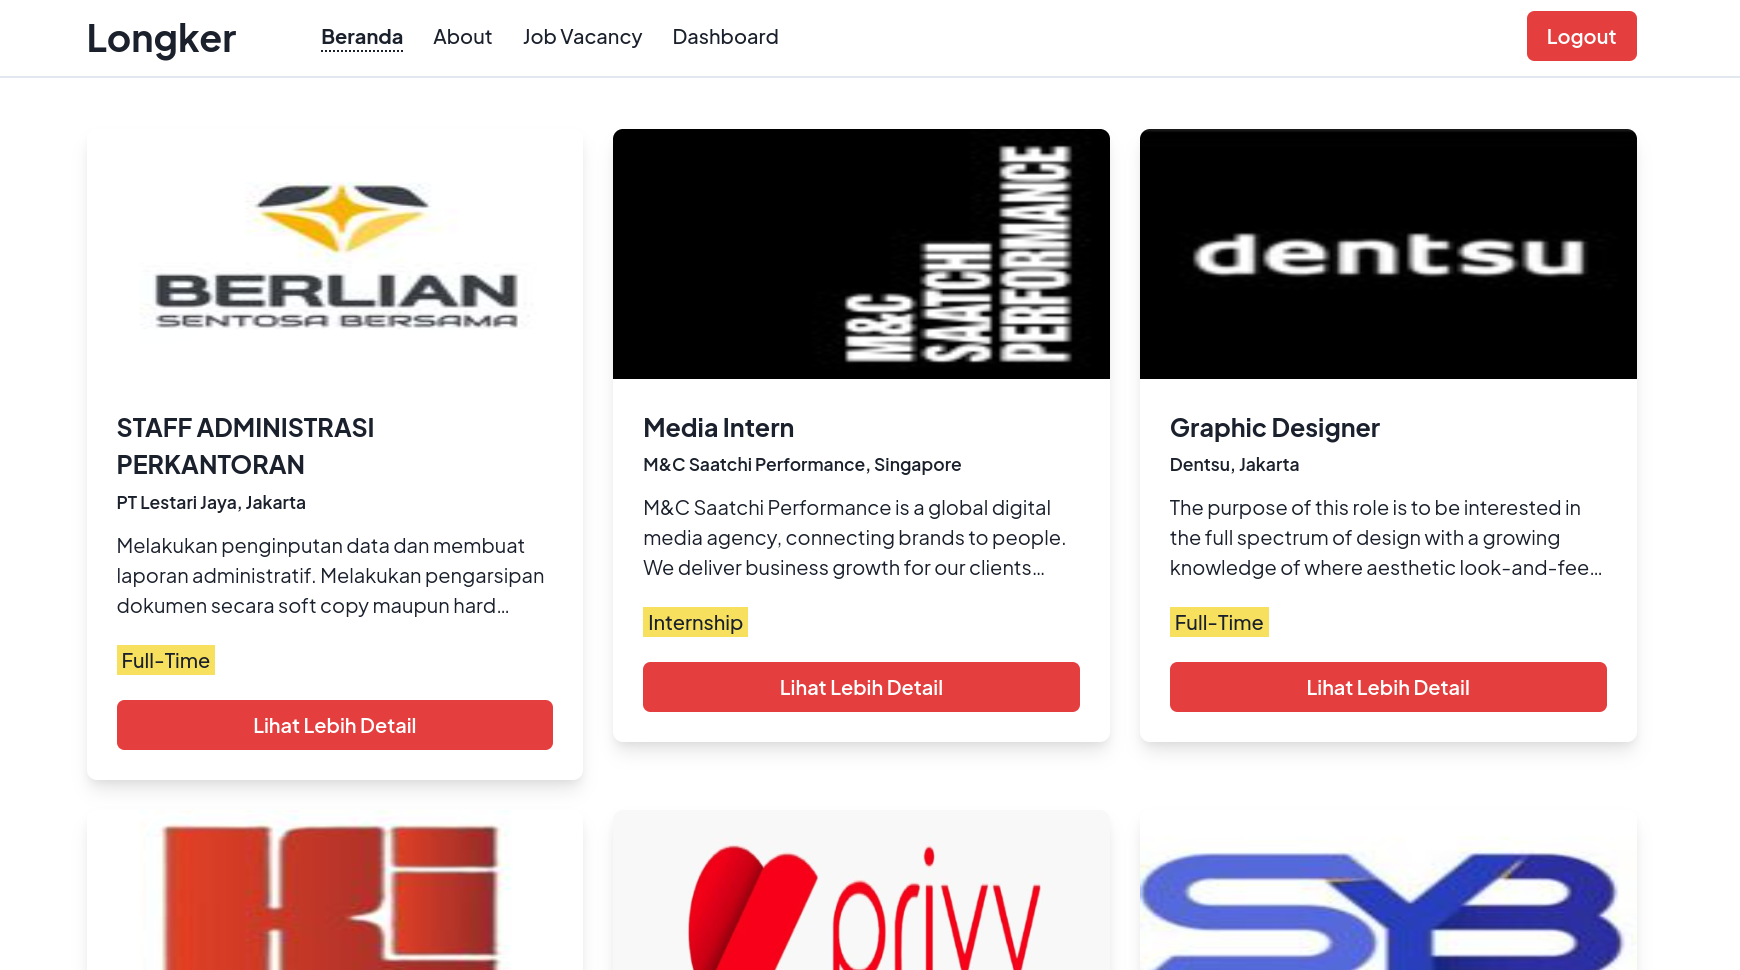 Longker
Beranda
About
Job Vacancy
Dashboard
Logout
BERLIAN
SENTOSA BERSAMA
STAFF ADMINISTRASI
PERKANTORAN
PT Lestari Jaya, Jakarta
Melakukan penginputan data dan membuat
laporan administratif. Melakukan pengarsipan
dokumen secara soft copy maupun hard...
Full-Time
Lihat Lebih Detail
M&C
SAATCHI
PERFORMANCE
Media Intern
M&C Saatchi Performance, Singapore
M&C Saatchi Performance is a global digital
media agency, connecting brands to people.
We deliver business growth for our clients...
Internship
Lihat Lebih Detail
dentsu
Graphic Designer
Dentsu, Jakarta
The purpose of this role is to be interested in
the full spectrum of design with a growing
knowledge of where aesthetic look-and-fee...
Full-Time
Lihat Lebih Detail
Ki
privy
SYB